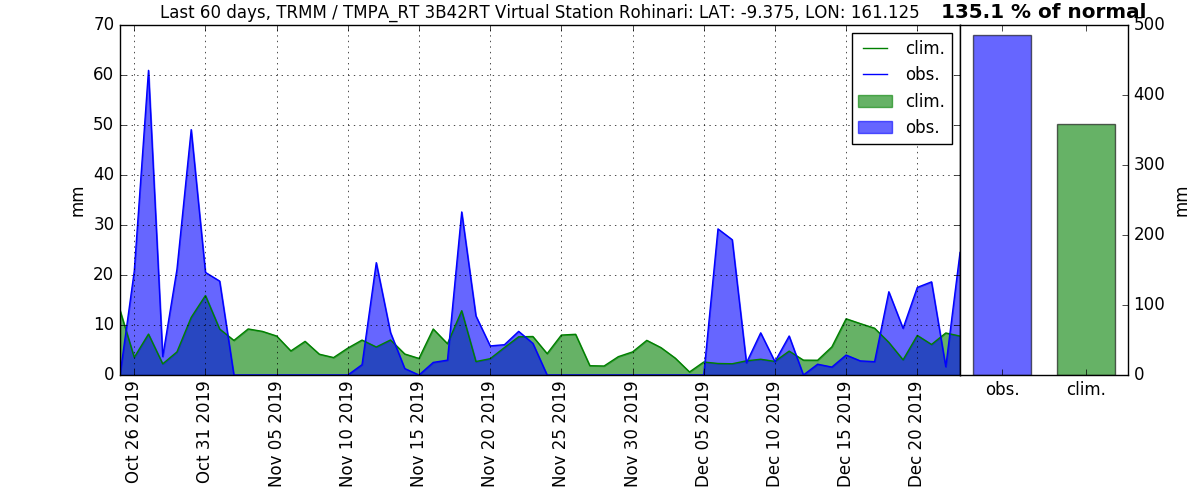 Last 60 days, TRMM / TMPA_RT 3B42RT Virtual Station Rohinari: LAT: -9.375, LON: 161.125
135.1 % of normal
70
60
50
40
30
20
10
0
mm
clim.
obs.
clim.
obs.
500
400
300
200
100
0
mm
Oct 26 2019
Oct 31 2019
Nov 05 2019
Nov 10 2019
Nov 15 2019
Nov 20 2019
Nov 25 2019
Nov 30 2019
Dec 05 2019
Dec 10 2019
Dec 15 2019
Dec 20 2019
obs.
clim.